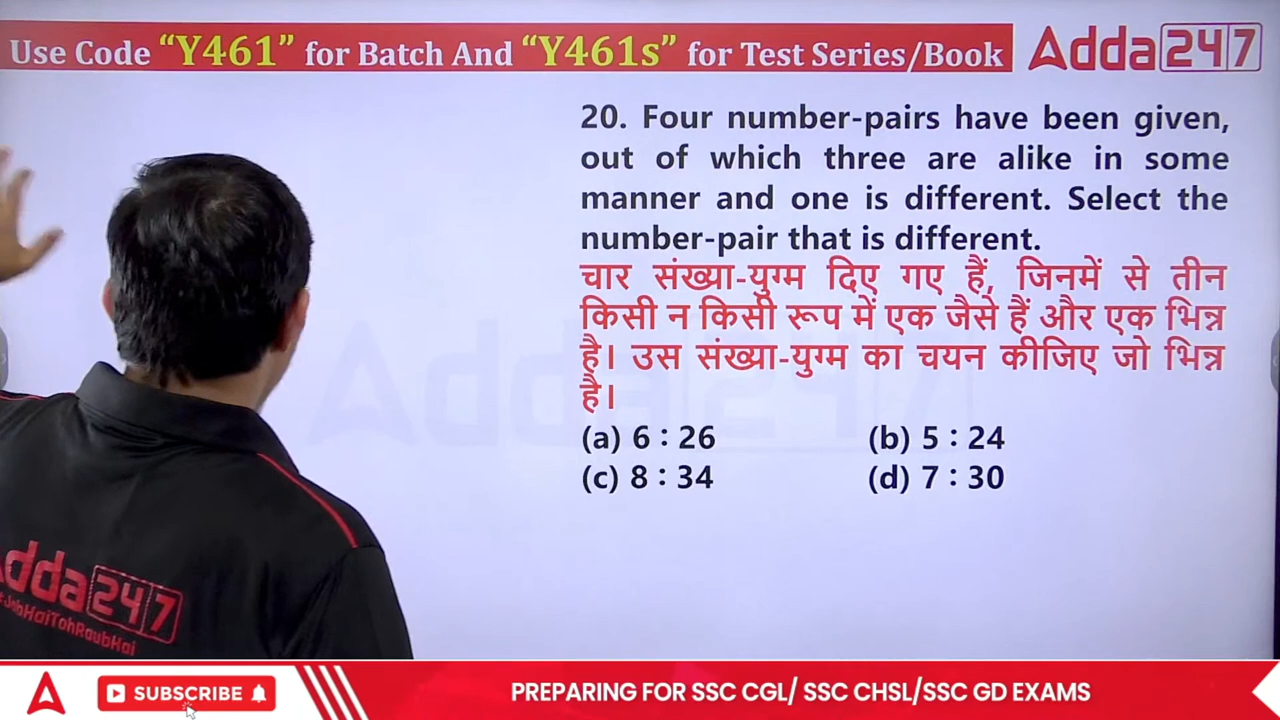 Use Code “Y461” for Batch And “Y461s” for Test Series/Book
Adda247
20. Four number-pairs have been given,
out of which three are alike in some
manner and one is different. Select the
number-pair that is different.
चार संख्या-युग्म दिए गए हैं, जिनमें से तीन
किसी न किसी रूप में एक जैसे हैं और एक भिन्न
है। उस संख्या-युग्म का चयन कीजिए जो भिन्न
है।
(a) 6 : 26 (b) 5 : 24
(c) 8 : 34 (d) 7 : 30
dda247
#JobHaiTohRaubHai
SUBSCRIBE
PREPARING FOR SSC CGL/ SSC CHSL/SSC GD EXAMS